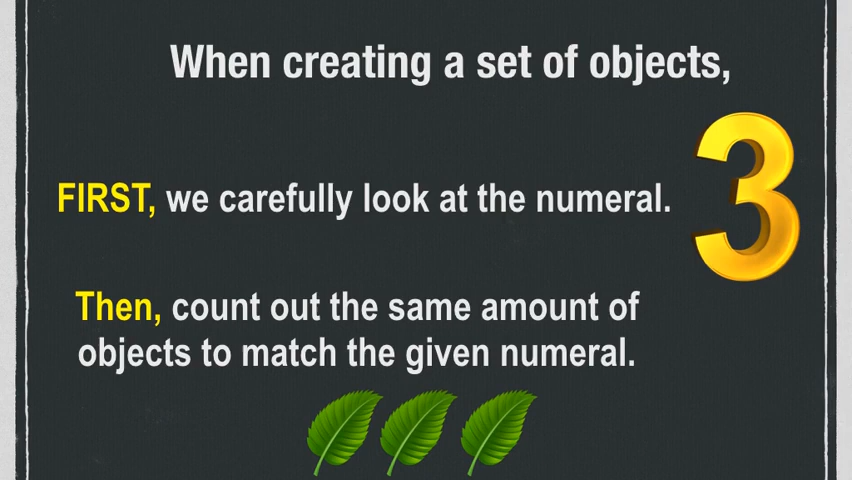 When creating a set of objects,
3
FIRST, we carefully look at the numeral.
Then, count out the same amount of
objects to match the given numeral.